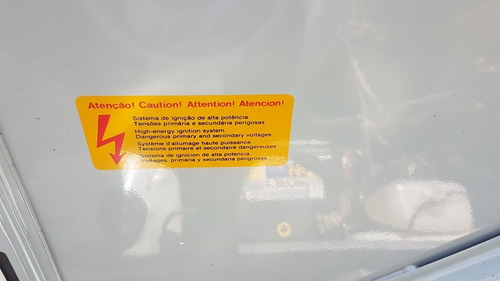 Atenção! Caution! Attention! Atencion!
Sistema de ignição de alta potência
Tensões primária e secundária perigosas
High-energy ignition system.
Dangerous primary and secondary voltages
Système d'allumage haute puissance.
Tensions primaire et secondaire dangereuses
Sistema de ignicion de alta potencia
Voltages, primaria y secundaria peligrosas